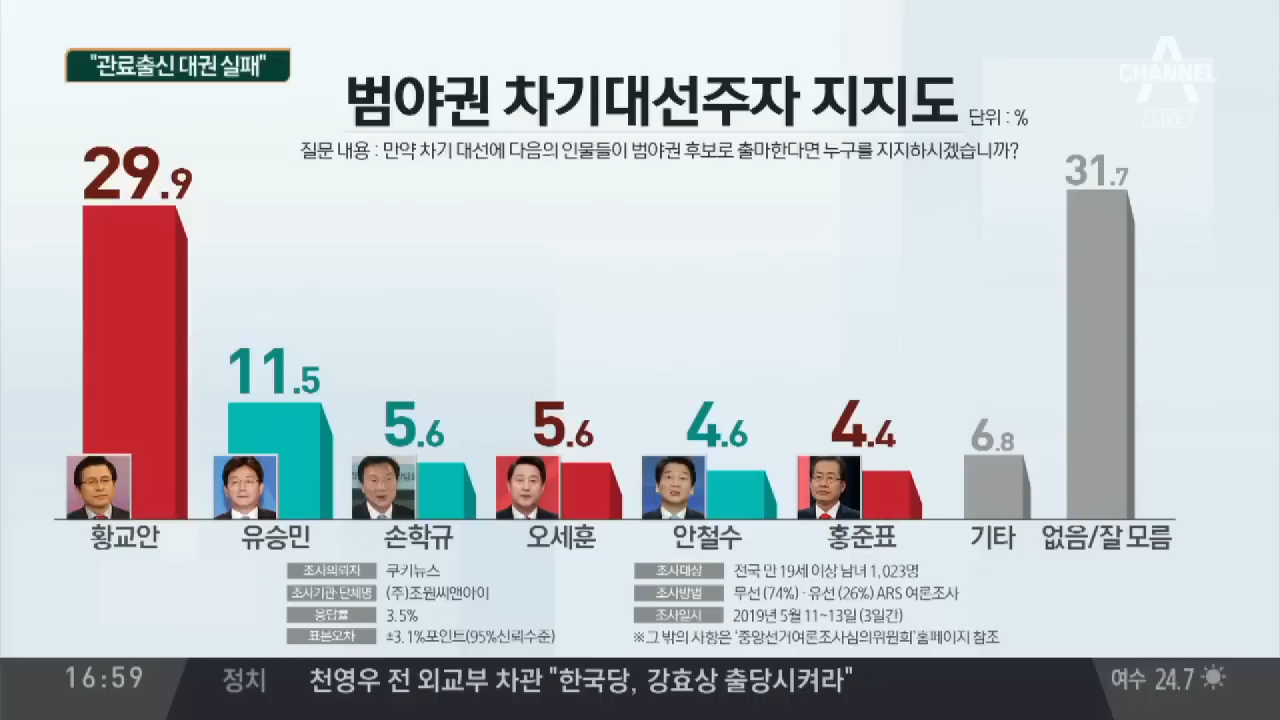 "관료출신 대권 실패"
범야권 차기대선주자 지지도 단위 : %
CHANNEL A
LIVE
질문 내용 : 만약 차기 대선에 다음의 인물들이 범야권 후보로 출마한다면 누구를 지지하시겠습니까?
29.9
11.5
5.6
5.6
4.6
4.4
6.8
31.7
황교안
유승민
손학규
오세훈
안철수
홍준표
기타
없음/잘 모름
조사의뢰자 쿠키뉴스
조사기관·단체명 (주)조원씨앤아이
응답률 3.5%
표본오차 ±3.1%포인트(95%신뢰수준)
조사대상 전국 만 19세 이상 남녀 1,023명
조사방법 무선(74%)·유선(26%) ARS 여론조사
조사일시 2019년 5월 11~13일 (3일간)
※그 밖의 사항은 '중앙선거여론조사심의위원회'홈페이지 참조
16:59 정치 천영우 전 외교부 차관 "한국당, 강효상 출당시켜라" 여수 24.7